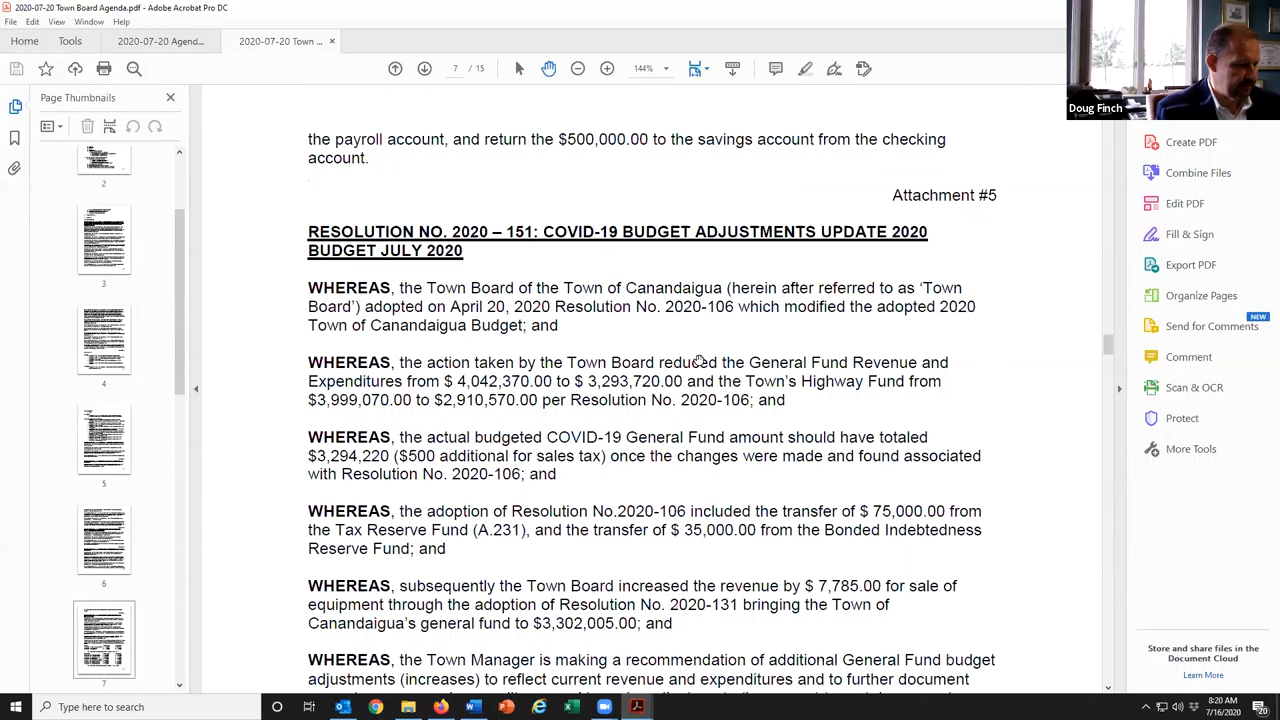 2020-07-20 Town Board Agenda.pdf - Adobe Acrobat Pro DC
File Edit View Window Help
Home Tools 2020-07-20 Agend... 2020-07-20 Town ... ×
7 / 15 144%
Doug Finch
Page Thumbnails
2
3
4
5
6
7
the payroll account, and return the $500,000.00 to the savings account from the checking
account.
Attachment #5
RESOLUTION NO. 2020 – 151: COVID-19 BUDGET ADJUSTMENTS UPDATE 2020
BUDGET JULY 2020
WHEREAS, the Town Board of the Town of Canandaigua (herein after referred to as ‘Town
Board’) adopted on April 20, 2020 Resolution No. 2020-106 which modified the adopted 2020
Town of Canandaigua Budget; and
WHEREAS, the action taken by the Town Board reduced the General Fund Revenue and
Expenditures from $ 4,042,370.00 to $ 3,293,720.00 and the Town’s Highway Fund from
$3,999,070.00 to $2,910,570.00 per Resolution No. 2020-106; and
WHEREAS, the actual budgeted COVID-19 General Fund amount should have totaled
$3,294,220 ($500 additional for sales tax) once the changes were made and found associated
with Resolution No. 2020-106; and
WHEREAS, the adoption of Resolution No.2020-106 included the transfer of $ 75,000.00 from
the Tax Reserve Fund (A.231) and the transfer of $ 35,000.00 from the Bonded Indebtedness
Reserve Fund; and
WHEREAS, subsequently the Town Board increased the revenue by $ 7,785.00 for sale of
equipment through the adoption of Resolution No. 2020-131 bringing the Town of
Canandaigua’s general fund to $3,302,005.00; and
WHEREAS, the Town Manager is making a recommendation of additional General Fund budget
adjustments (increases) to reflect current revenue and expenditures and to further document
Create PDF
Combine Files
Edit PDF
Fill & Sign
Export PDF
Organize Pages
NEW
Send for Comments
Comment
Scan & OCR
Protect
More Tools
Store and share files in the
Document Cloud
Learn More
Type here to search
8:20 AM
7/16/2020
20